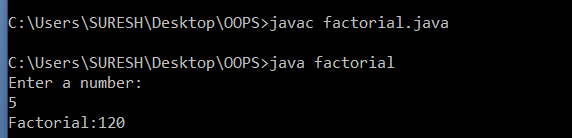 C:\Users\SURESH\Desktop\OOPS>javac factorial.java
C:\Users\SURESH\Desktop\OOPS>java factorial
Enter a number:
5
Factorial:120